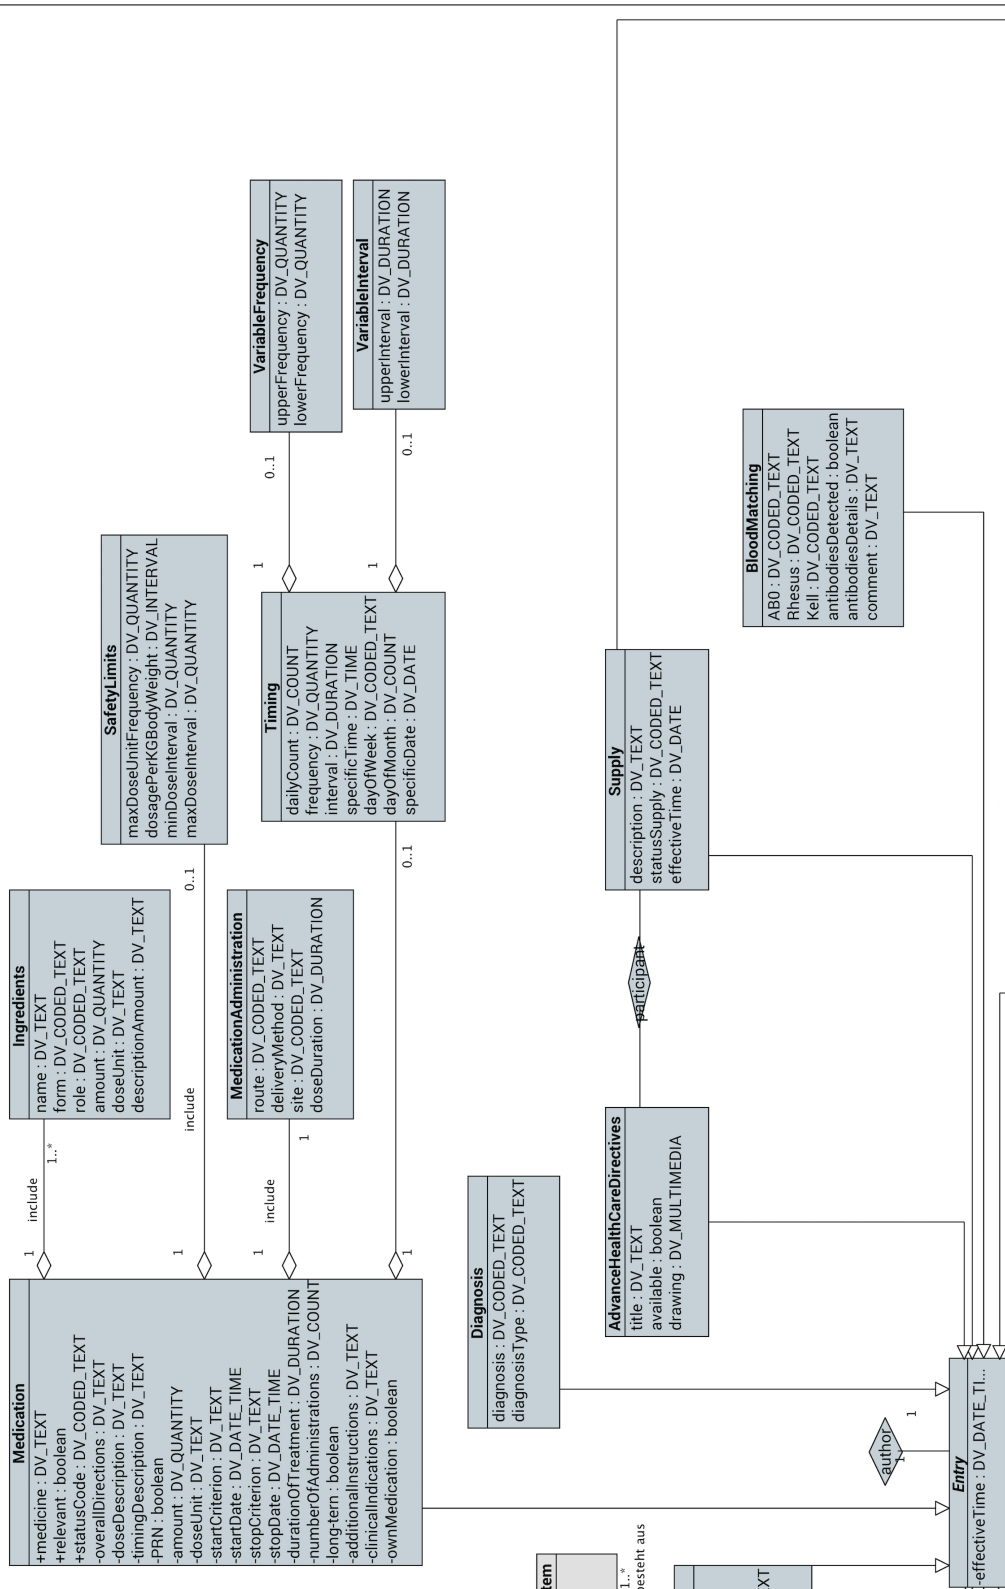 Medication
+medicine : DV_TEXT
+relevant : boolean
+statusCode : DV_CODED_TEXT
-overallDirections : DV_TEXT
-doseDescription : DV_TEXT
-timingDescription : DV_TEXT
-PRN : boolean
-amount : DV_QUANTITY
-doseUnit : DV_TEXT
-startCriterion : DV_TEXT
-startDate : DV_DATE_TIME
-stopCriterion : DV_TEXT
-stopDate : DV_DATE_TIME
-durationOfTreatment : DV_DURATION
-numberOfAdministrations : DV_COUNT
-long-tern : boolean
-additionalInstructions : DV_TEXT
-clinicalIndications : DV_TEXT
-ownMedication : boolean
1
include
1..*
1
include
0..1
1
include
1
1
0..1
Ingredients
name : DV_TEXT
form : DV_CODED_TEXT
role : DV_CODED_TEXT
amount : DV_QUANTITY
doseUnit : DV_TEXT
descriptionAmount : DV_TEXT
SafetyLimits
maxDoseUnitFrequency : DV_QUANTITY
dosagePerKGBodyWeight : DV_INTERVAL
minDoseInterval : DV_QUANTITY
maxDoseInterval : DV_QUANTITY
MedicationAdministration
route : DV_CODED_TEXT
deliveryMethod : DV_TEXT
site : DV_CODED_TEXT
doseDuration : DV_DURATION
Timing
dailyCount : DV_COUNT
frequency : DV_QUANTITY
interval : DV_DURATION
specificTime : DV_TIME
dayOfWeek : DV_CODED_TEXT
dayOfMonth : DV_COUNT
specificDate : DV_DATE
1
0..1
1
0..1
VariableFrequency
upperFrequency : DV_QUANTITY
lowerFrequency : DV_QUANTITY
VariableInterval
upperInterval : DV_DURATION
lowerInterval : DV_DURATION
Diagnosis
diagnosis : DV_CODED_TEXT
diagnosisType : DV_CODED_TEXT
AdvanceHealthCareDirectives
title : DV_TEXT
available : boolean
drawing : DV_MULTIMEDIA
participant
Supply
description : DV_TEXT
statusSupply : DV_CODED_TEXT
effectiveTime : DV_DATE
BloodMatching
AB0 : DV_CODED_TEXT
Rhesus : DV_CODED_TEXT
Kell : DV_CODED_TEXT
antibodiesDetected : boolean
antibodiesDetails : DV_TEXT
comment : DV_TEXT
author
1
1
Entry
-effectiveTime : DV_DATE_TI...
tem
1..*
besteht aus
XT